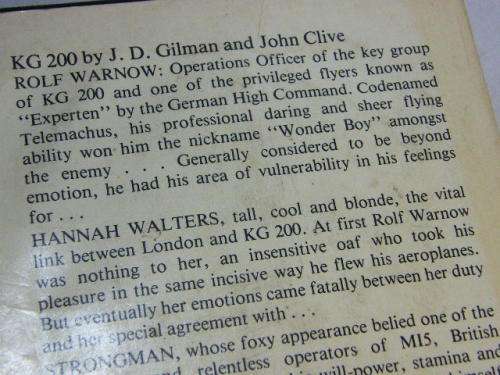 KG 200 by J. D. Gilman and John Clive
ROLF WARNOW: Operations Officer of the key group
of KG 200 and one of the privileged flyers known as
“Experten” by the German High Command. Codenamed
Telemachus, his professional daring and sheer flying
ability won him the nickname “Wonder Boy” amongst
the enemy . . . Generally considered to be beyond
emotion, he had his area of vulnerability in his feelings
for . . .
HANNAH WALTERS, tall, cool and blonde, the vital
link between London and KG 200. At first Rolf Warnow
was nothing to her, an insensitive oaf who took his
pleasure in the same incisive way he flew his aeroplanes.
But eventually her emotions came fatally between her duty
and her special agreement with . . .
STRONGMAN, whose foxy appearance belied one of the
relentless operators of M15, British
will-power, stamina and
himself